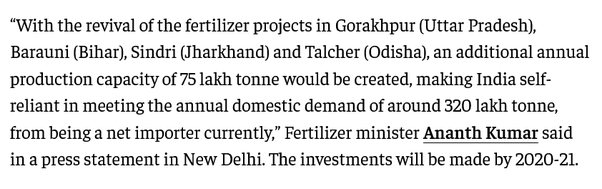 “With the revival of the fertilizer projects in Gorakhpur (Uttar Pradesh),
Barauni (Bihar), Sindri (Jharkhand) and Talcher (Odisha), an additional annual
production capacity of 75 lakh tonne would be created, making India self-
reliant in meeting the annual domestic demand of around 320 lakh tonne,
from being a net importer currently,” Fertilizer minister Ananth Kumar said
in a press statement in New Delhi. The investments will be made by 2020-21.